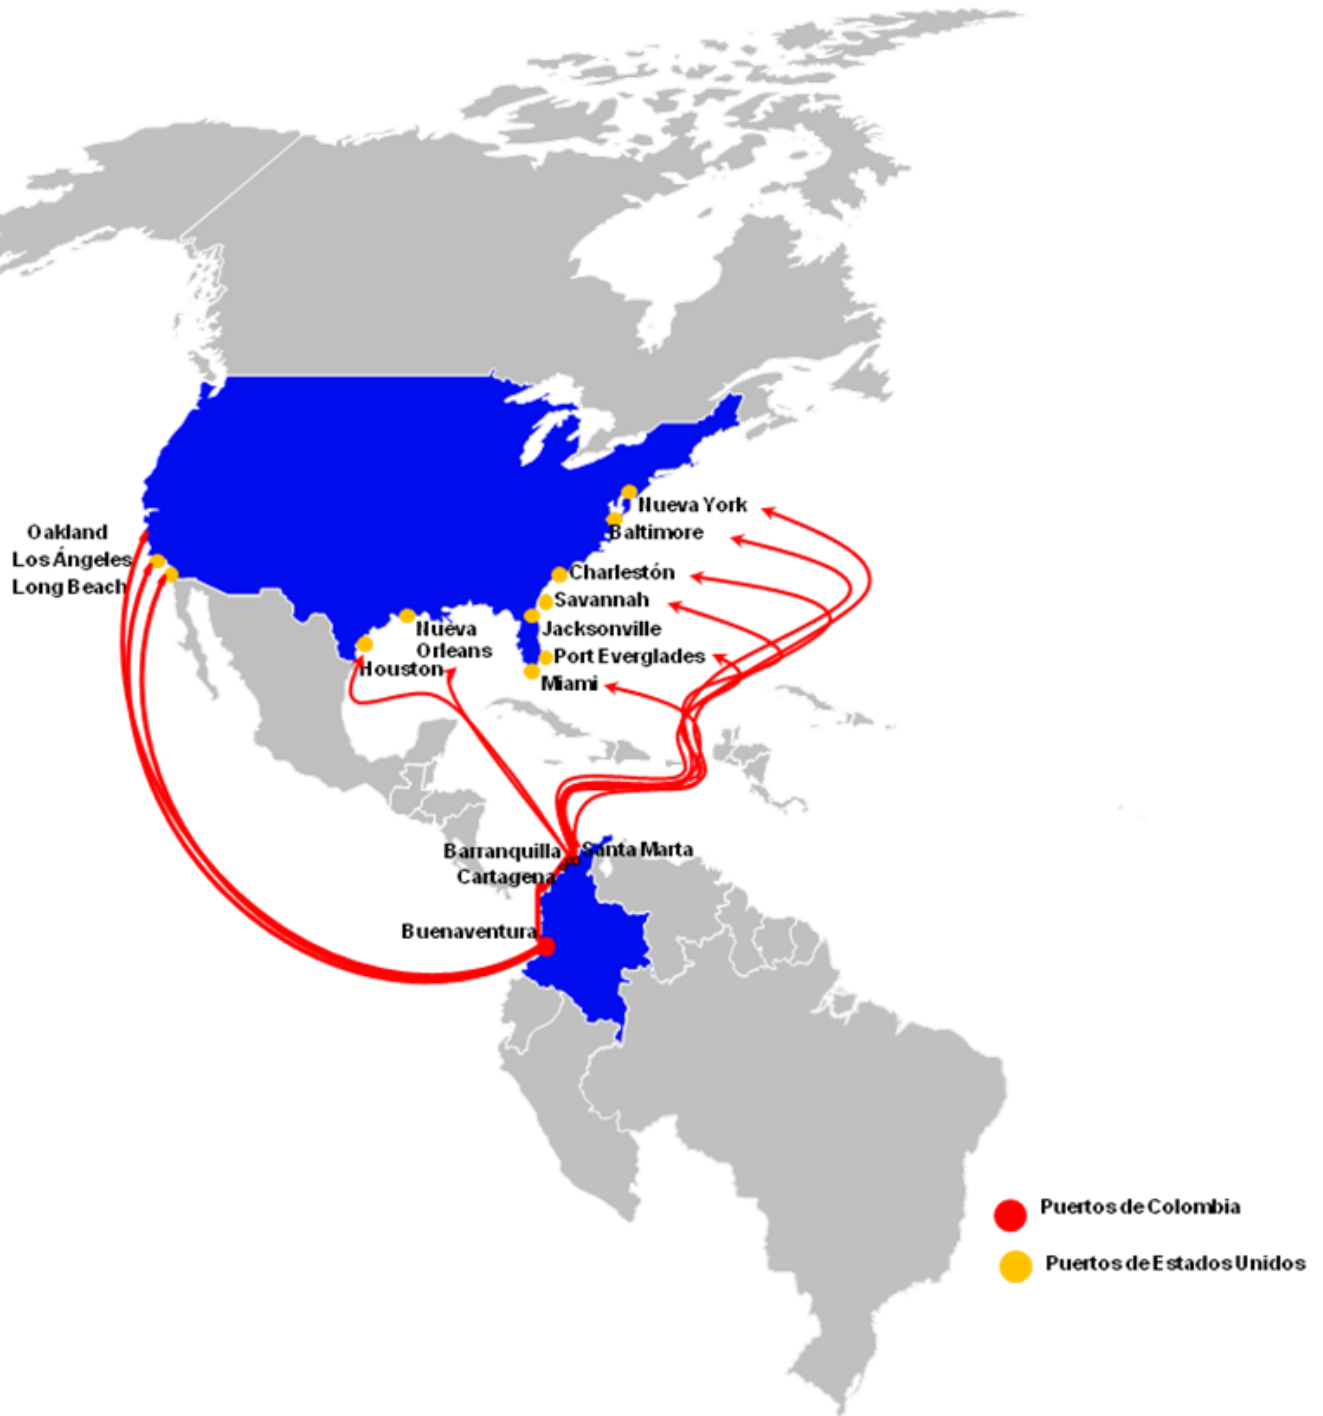 Nueva York
Oakland
Baltimore
Los Ángeles
Long Beach
Charlestón
Savannah
Nueva
Orleans
Jacksonville
Houston
Port Everglades
Miami
Barranquilla
Santa Marta
Cartagena
Buenaventura
Puertos de Colombia
Puertos de Estados Unidos